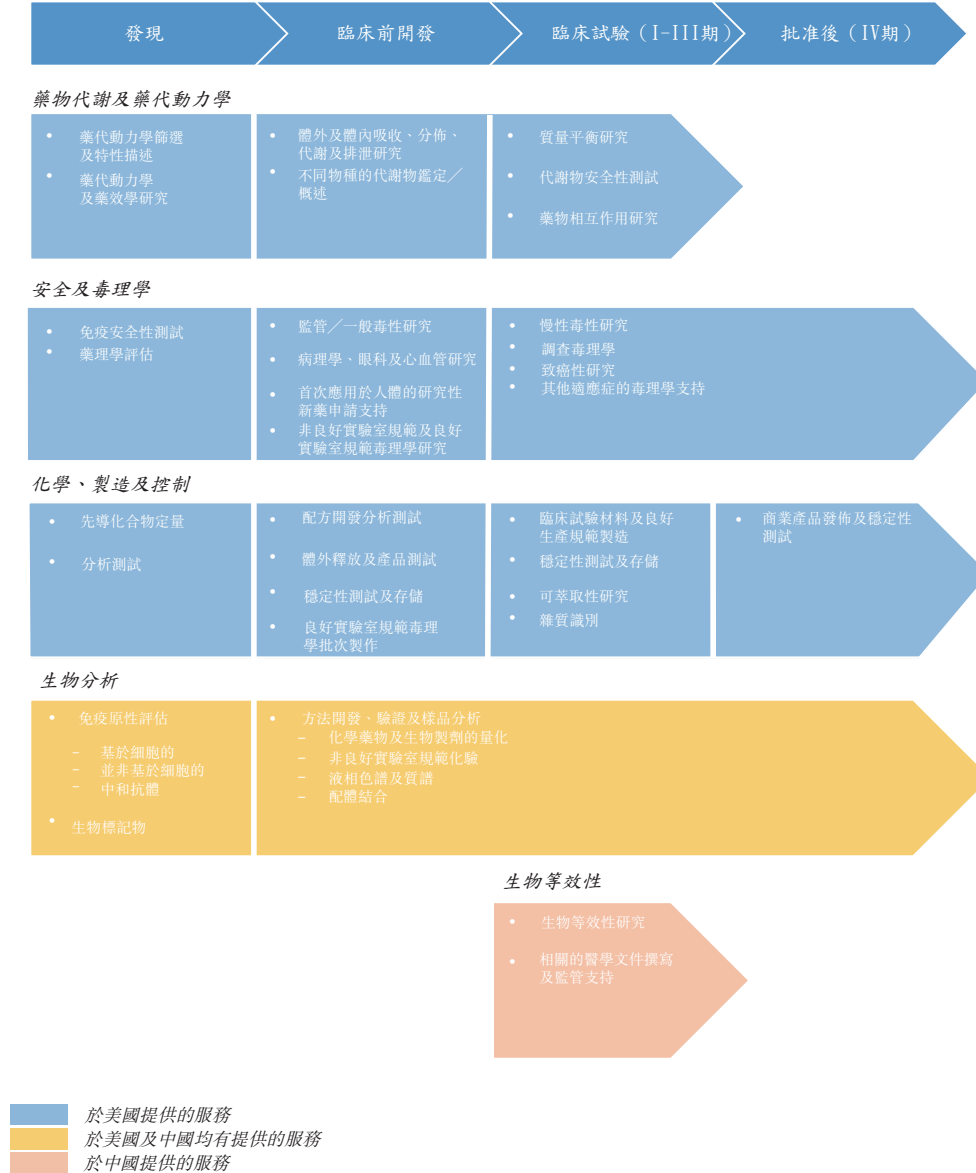 發現
臨床前開發
臨床試驗（I-III期）
批准後（IV期）
藥物代謝及藥代動力學
• 藥代動力學篩選
及特性描述
• 藥代動力學
及藥效學研究
• 體外及體內吸收、分佈、
代謝及排泄研究
• 不同物種的代謝物鑑定／
概述
• 質量平衡研究
• 代謝物安全性測試
• 藥物相互作用研究
安全及毒理學
• 免疫安全性測試
• 藥理學評估
• 監管／一般毒性研究
• 病理學、眼科及心血管研究
• 首次應用於人體的研究性
新藥申請支持
• 非良好實驗室規範及良好
實驗室規範毒理學研究
• 慢性毒性研究
• 調查毒理學
• 致癌性研究
• 其他適應症的毒理學支持
化學、製造及控制
• 先導化合物定量
• 分析測試
• 配方開發分析測試
• 體外釋放及產品測試
• 穩定性測試及存儲
• 良好實驗室規範毒理
學批次製作
• 臨床試驗材料及良好
生產規範製造
• 穩定性測試及存儲
• 可萃取性研究
• 雜質識別
• 商業產品發佈及穩定性
測試
生物分析
• 免疫原性評估
– 基於細胞的
– 並非基於細胞的
– 中和抗體
• 生物標記物
• 方法開發、驗證及樣品分析
– 化學藥物及生物製劑的量化
– 非良好實驗室規範化驗
– 液相色譜及質譜
– 配體結合
生物等效性
• 生物等效性研究
• 相關的醫學文件撰寫
及監管支持
於美國提供的服務
於美國及中國均有提供的服務
於中國提供的服務